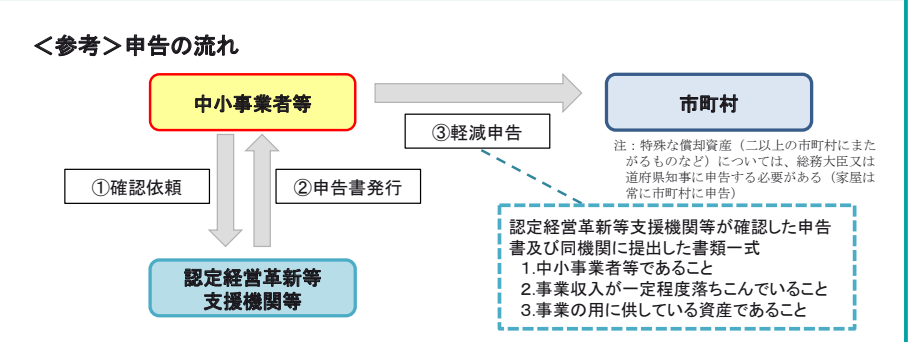 ＜参考＞申告の流れ
中小事業者等
市町村
③軽減申告
注：特殊な償却資産（二以上の市町村にまた
がるものなど）については、総務大臣又は
道府県知事に申告する必要がある（家屋は
常に市町村に申告）
①確認依頼
②申告書発行
認定経営革新等支援機関等が確認した申告
書及び同機関に提出した書類一式
1.中小事業者等であること
2.事業収入が一定程度落ちこんでいること
3.事業の用に供している資産であること
認定経営革新等
支援機関等